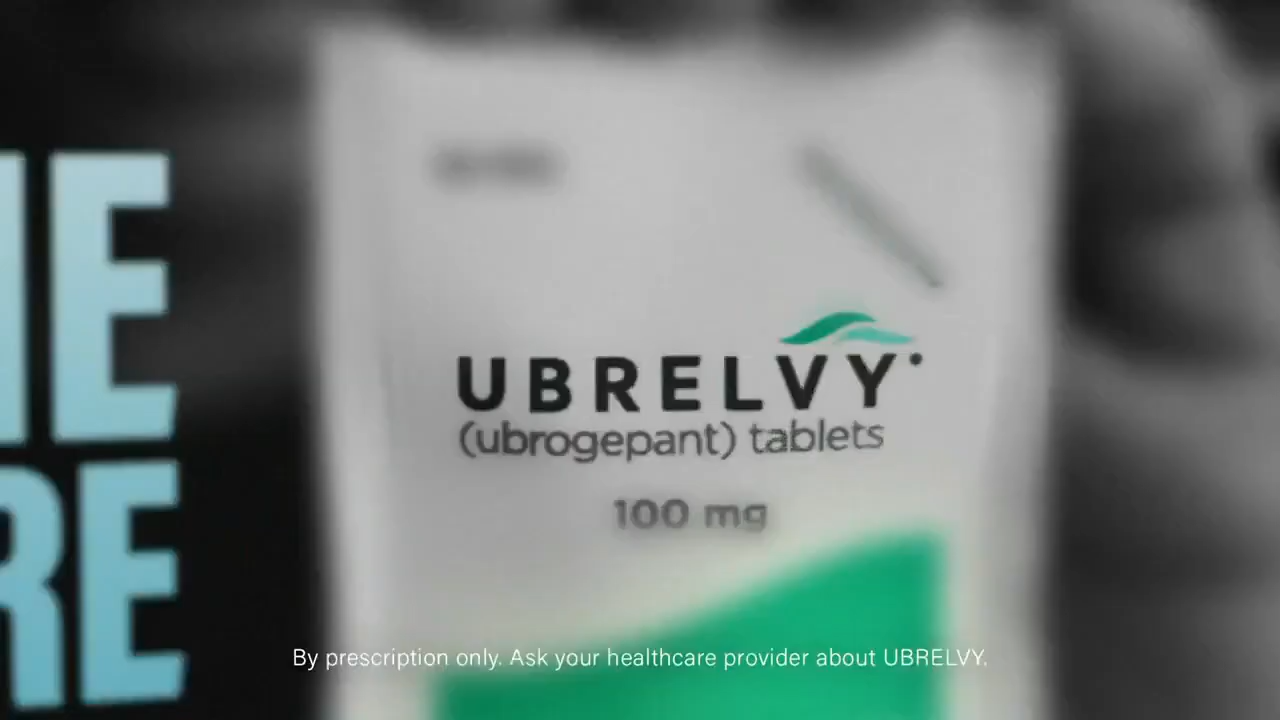 UBRELVY
(ubrogepant) tablets
100 mg
By prescription only. Ask your healthcare provider about UBRELVY.